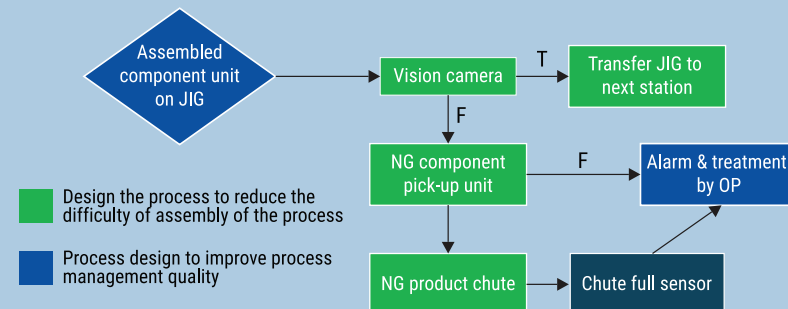 Assembled
component unit
on JIG
Vision camera
T
Transfer JIG to
next station
F
NG component
pick-up unit
F
Alarm & treatment
by OP
Design the process to reduce the
difficulty of assembly of the process
Process design to improve process
management quality
NG product chute
Chute full sensor